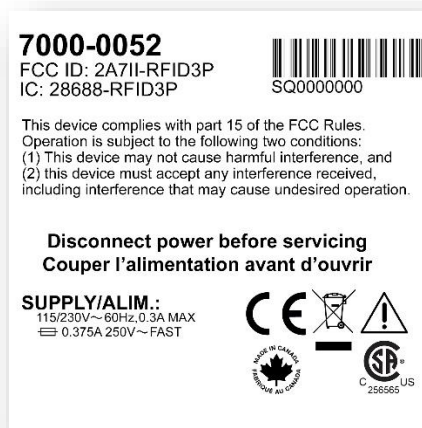 7000-0052
FCC ID: 2A7II-RFID3P
IC: 28688-RFID3P
SQ0000000
This device complies with part 15 of the FCC Rules.
Operation is subject to the following two conditions:
(1) This device may not cause harmful interference, and
(2) this device must accept any interference received,
including interference that may cause undesired operation.
Disconnect power before servicing
Couper l'alimentation avant d'ouvrir
SUPPLY/ALIM.:
115/230V~60Hz,0.3A MAX
0.375A 250V~FAST
CE
MADE IN CANADA
FABRIQUÉ AU CANADA
SA
C US
256565